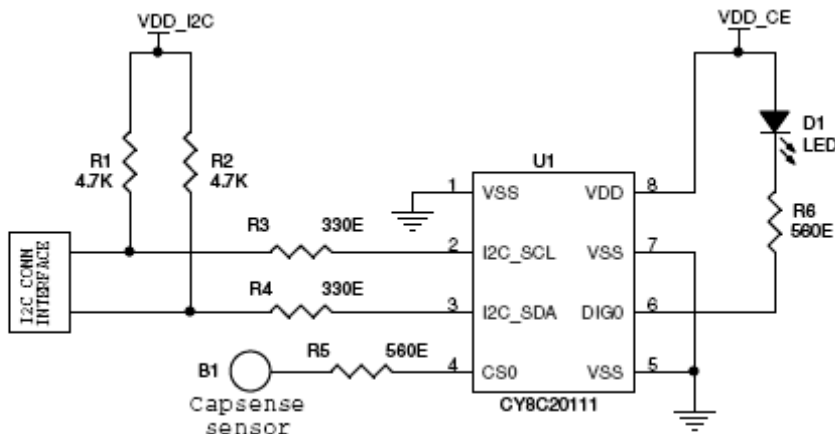 VDD_I2C
VDD_CE
R1
4.7K
R2
4.7K
D1
LED
U1
1
VSS
VDD
8
R6
560E
R3
330E
2
I2C_SCL
VSS
7
I2C CONN
INTERFACE
R4
330E
3
I2C_SDA
DIG0
6
B1
R5
560E
4
CS0
VSS
5
Capsense
sensor
CY8C20111